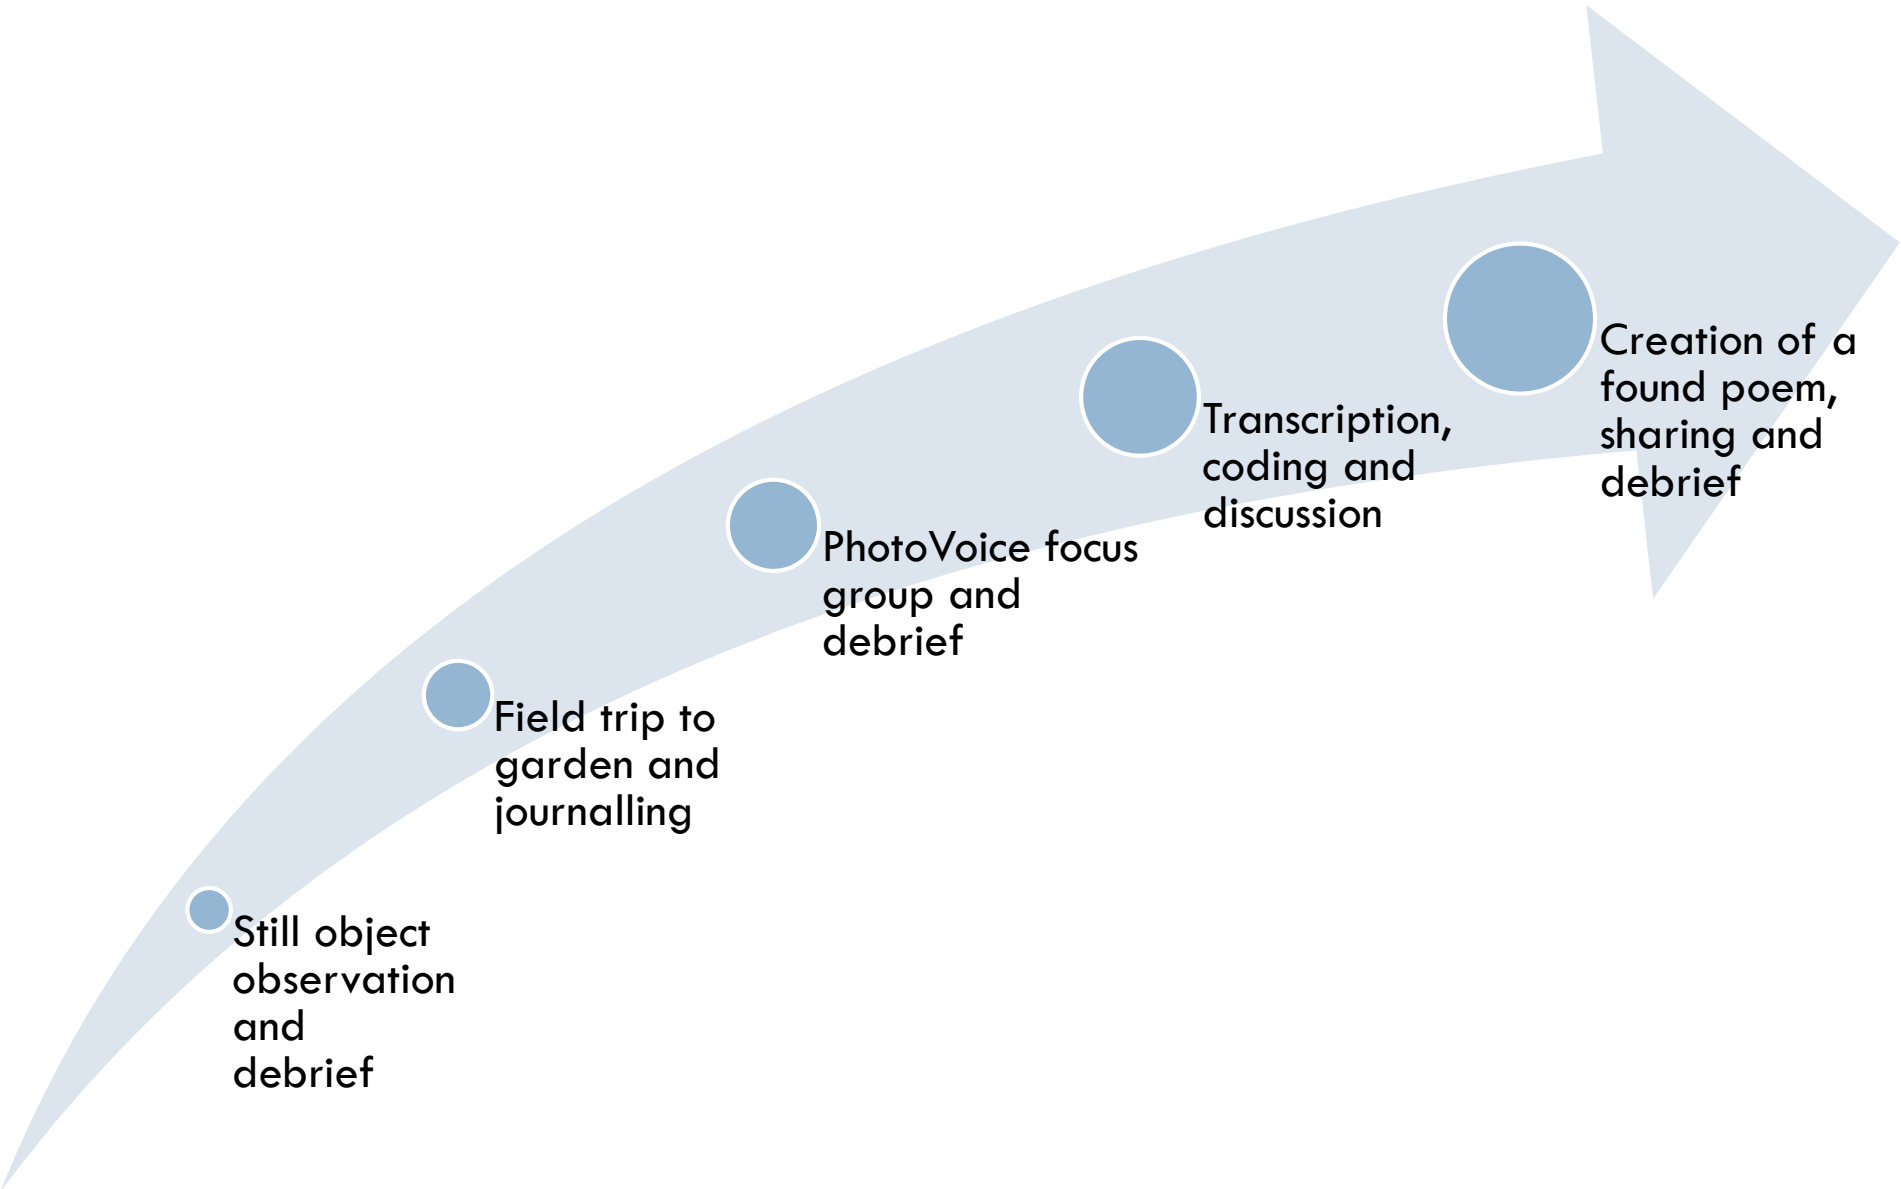 Still object
observation
and
debrief
Field trip to
garden and
journalling
PhotoVoice focus
group and
debrief
Transcription,
coding and
discussion
Creation of a
found poem,
sharing and
debrief